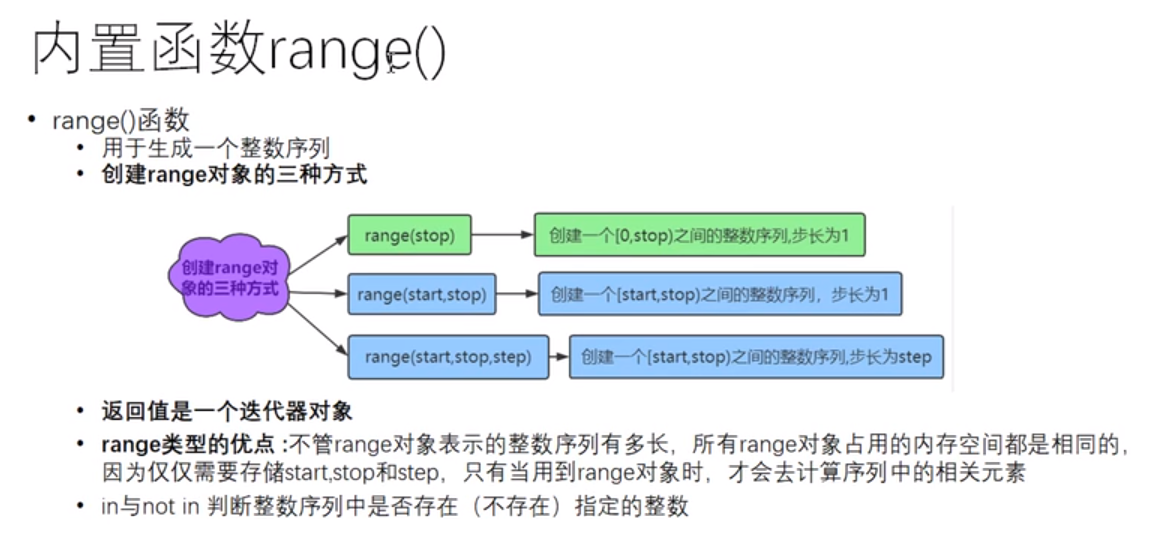 内置函数range()
• range()函数
• 用于生成一个整数序列
• 创建range对象的三种方式
创建range对
象的三种方式
range(stop)
创建一个[0,stop)之间的整数序列,步长为1
range(start,stop)
创建一个[start,stop)之间的整数序列，步长为1
range(start,stop,step)
创建一个[start,stop)之间的整数序列,步长为step
• 返回值是一个迭代器对象
• range类型的优点 :不管range对象表示的整数序列有多长，所有range对象占用的内存空间都是相同的，
因为仅仅需要存储start,stop和step，只有当用到range对象时，才会去计算序列中的相关元素
• in与not in 判断整数序列中是否存在（不存在）指定的整数